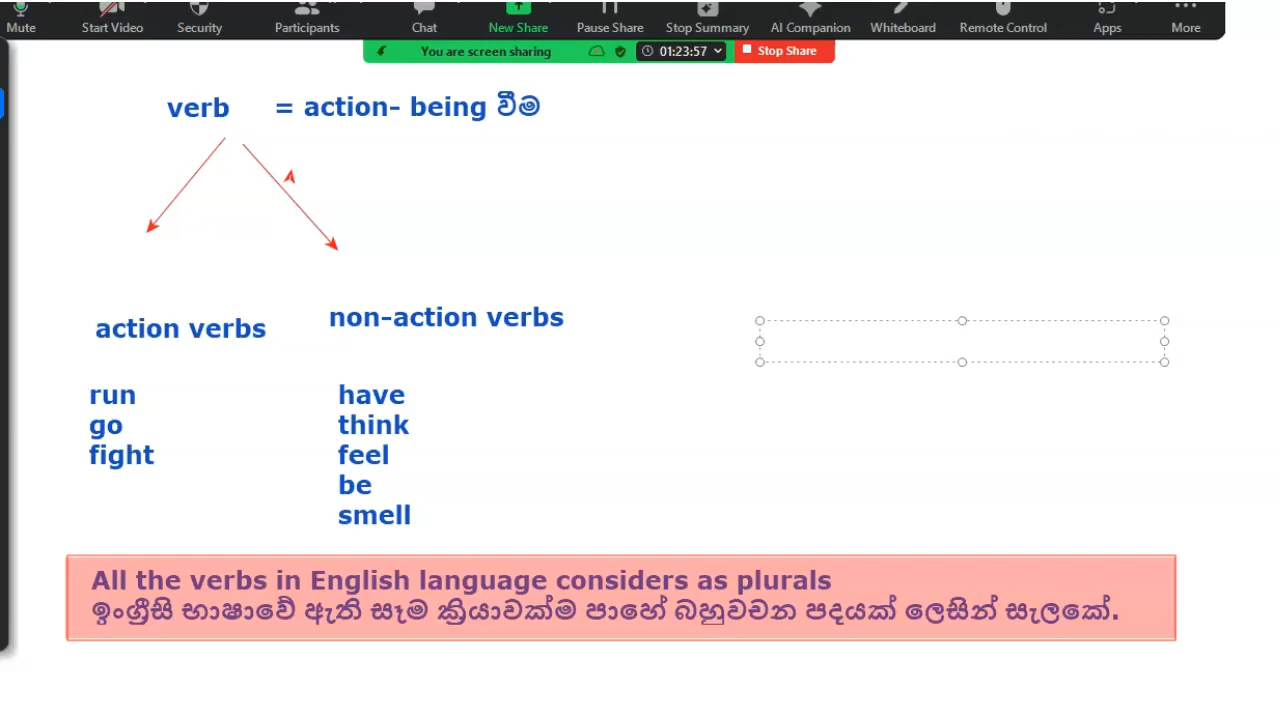 Mute Start Video Security Participants Chat New Share Pause Share Stop Summary AI Companion Whiteboard Remote Control Apps More
You are screen sharing 01:23:57 Stop Share
verb = action- being වීම
action verbs non-action verbs
run have
go think
fight feel
be
smell
All the verbs in English language considers as plurals
ඉංග්‍රීසි භාෂාවේ ඇති සෑම ක්‍රියාවක්ම පාහේ බහුවචන පදයක් ලෙසින් සැලකේ.